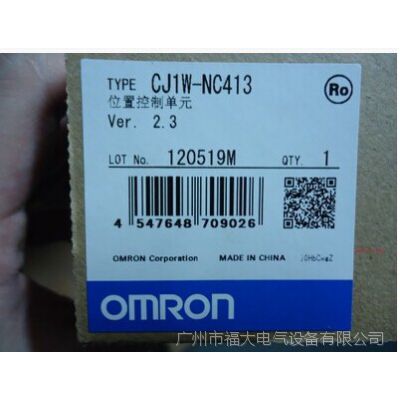 TYPE CJ1W-NC413 Ro
位置控制单元
Ver. 2.3
LOT No. 120519M QTY. 1
4 547648 709026
OMRON Corporation MADE IN CHINA
OMRON
广州市福大电气设备有限公司